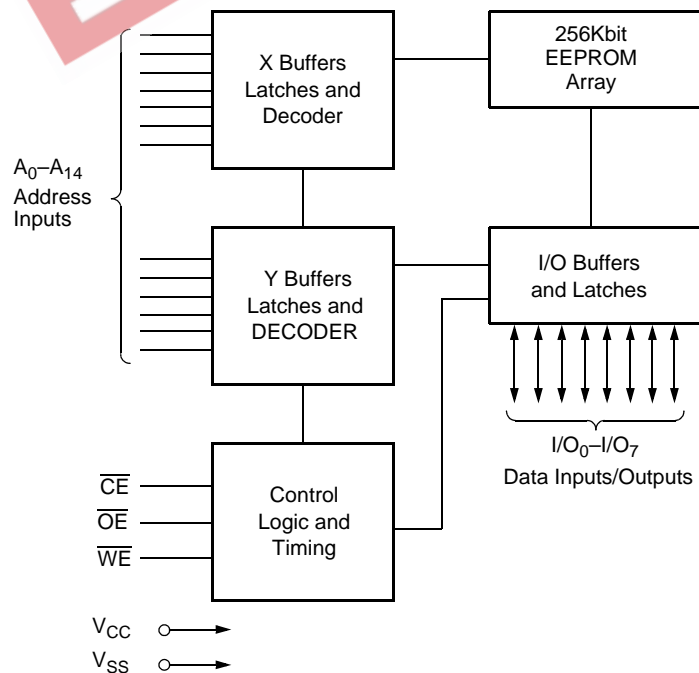 X Buffers
Latches and
Decoder
256Kbit
EEPROM
Array
A0–A14
Address
Inputs
Y Buffers
Latches and
DECODER
I/O Buffers
and Latches
I/O0–I/O7
Data Inputs/Outputs
CE
OE
WE
Control
Logic and
Timing
VCC
VSS